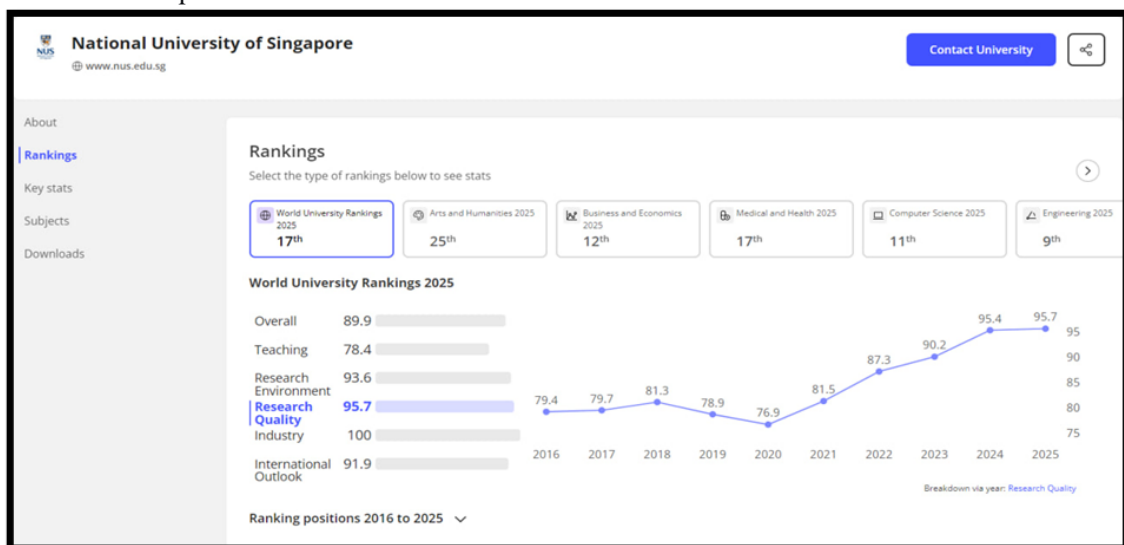 National University of Singapore
NUS
www.nus.edu.sg
Contact University
About
Rankings
Key stats
Subjects
Downloads
Rankings
Select the type of rankings below to see stats
World University Rankings
2025
17th
Arts and Humanities 2025
25th
Business and Economics
2025
12th
Medical and Health 2025
17th
Computer Science 2025
11th
Engineering 2025
9th
World University Rankings 2025
Overall 89.9
Teaching 78.4
Research
Environment 93.6
Research
Quality 95.7
Industry 100
International
Outlook 91.9
79.4 79.7 81.3 78.9 76.9 81.5 87.3 90.2 95.4 95.7
95
90
85
80
75
2016 2017 2018 2019 2020 2021 2022 2023 2024 2025
Breakdown via year: Research Quality
Ranking positions 2016 to 2025